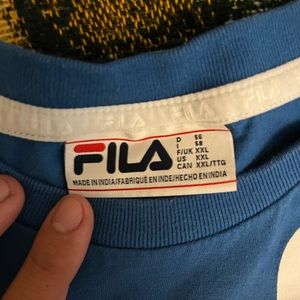 FILA
D 56
I 58
F/UK XXL
US XXL
CAN XXL/TTG
MADE IN INDIA/FABRIQUÉ EN INDE/HECHO EN INDIA